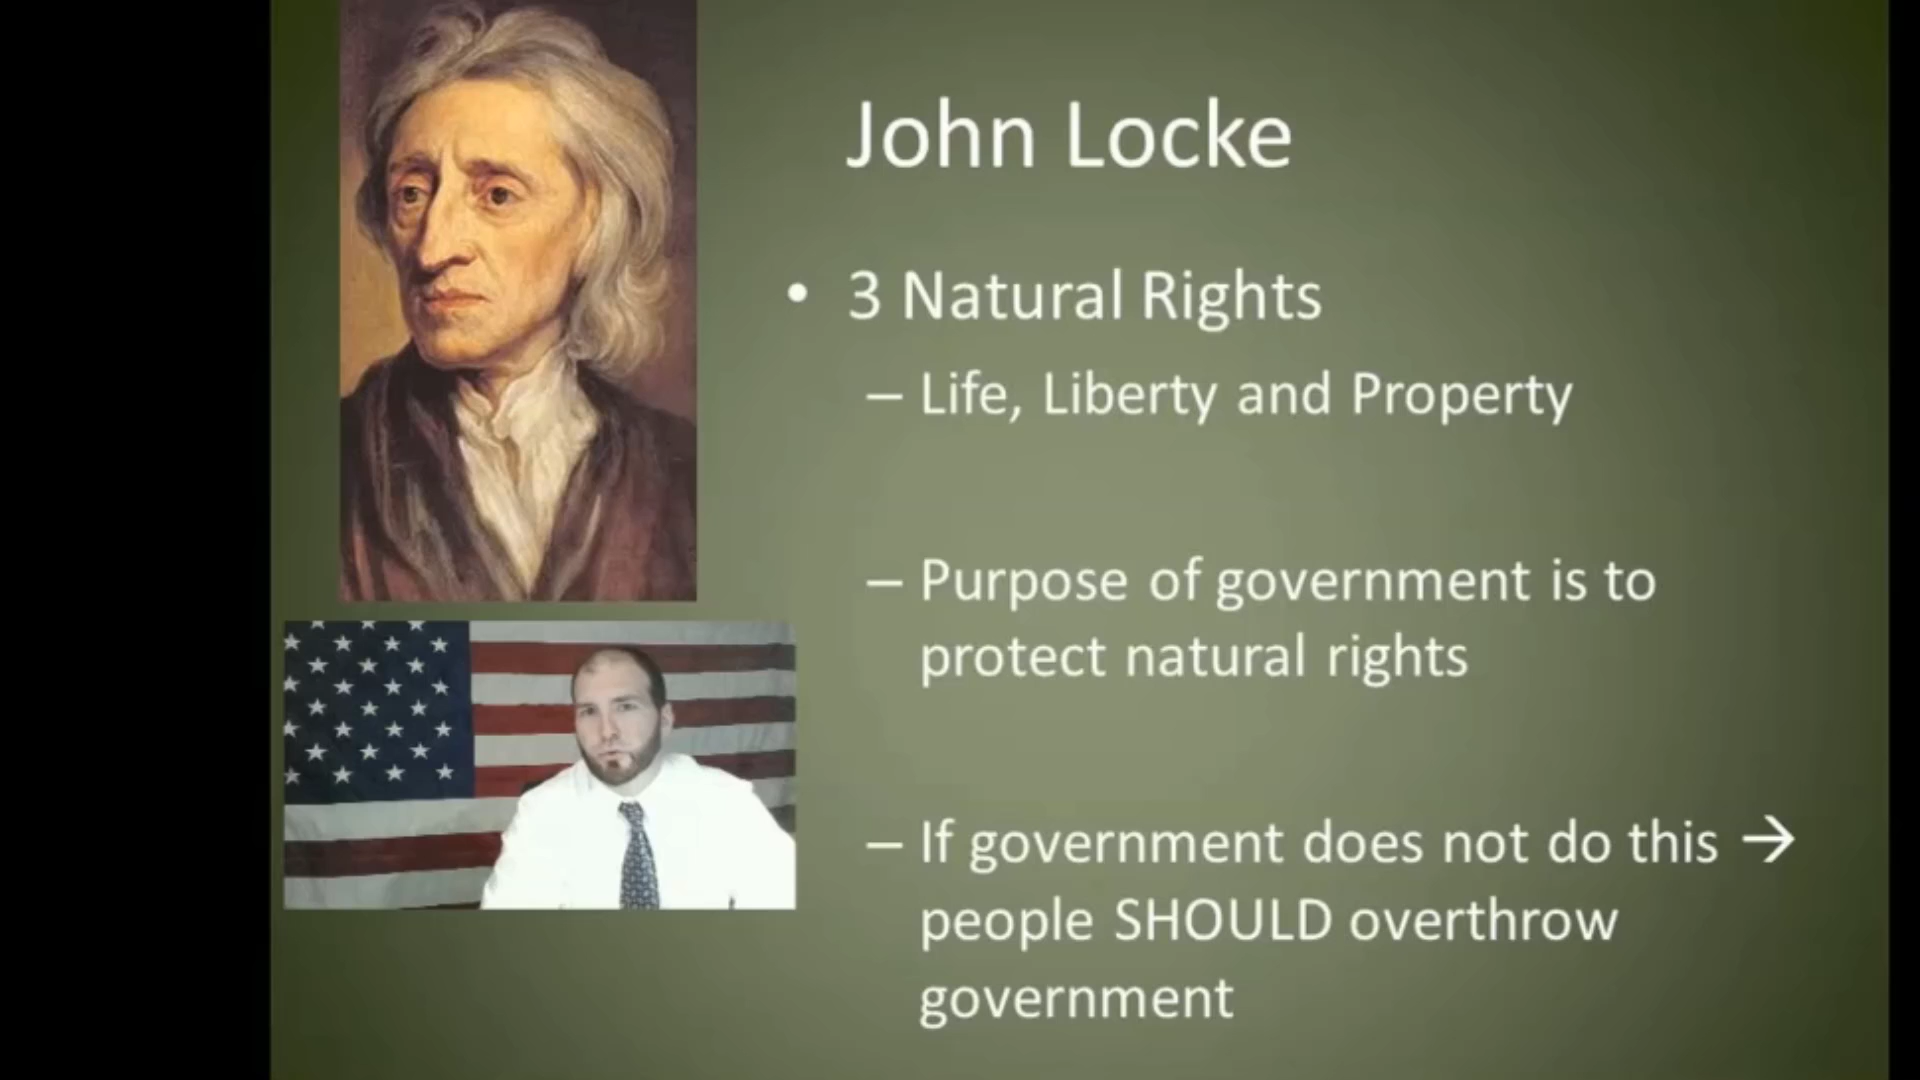 John Locke
• 3 Natural Rights
– Life, Liberty and Property
– Purpose of government is to
protect natural rights
– If government does not do this →
people SHOULD overthrow
government